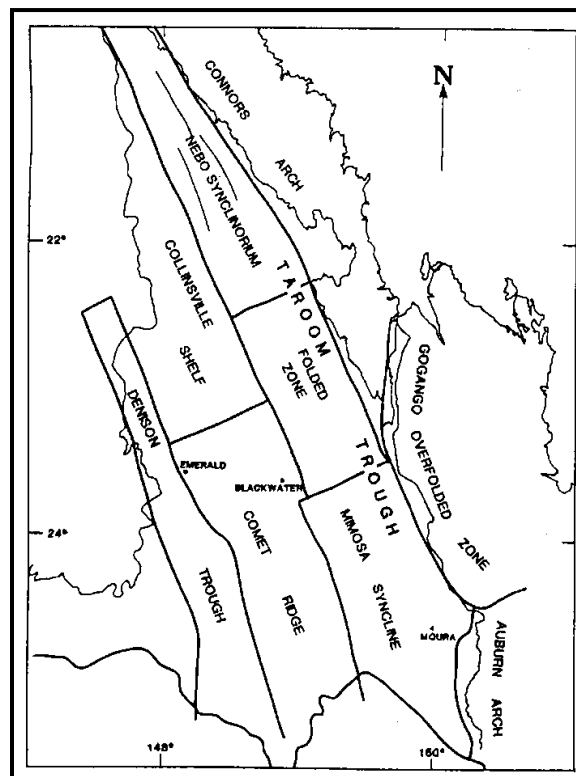 N
CONNORS
ARCH
NEBO SYNCLINORIUM
22°
COLLINSVILLE
SHELF
TAROOM
TROUGH
FOLDED
ZONE
GOGANGO
OVERFOLDED
ZONE
DENISON
TROUGH
EMERALD
BLACKWATER
COMET
RIDGE
MIMOSA
SYNCLINE
24°
MOURA
AUBURN
ARCH
148°
150°